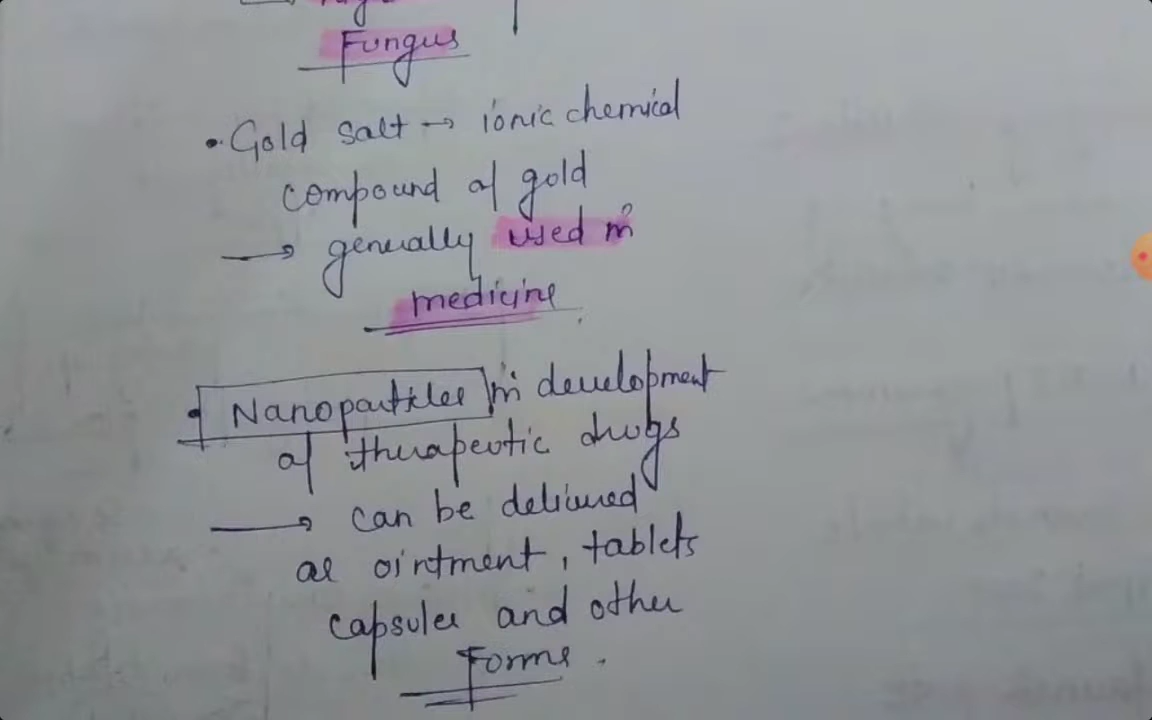 Fungus
• Gold salt → ionic chemical
compound of gold
→ generally used in
medicine
• Nanoparticles in development
of therapeutic drugs
→ can be delivered
as ointment, tablets
capsules and other
Forms.